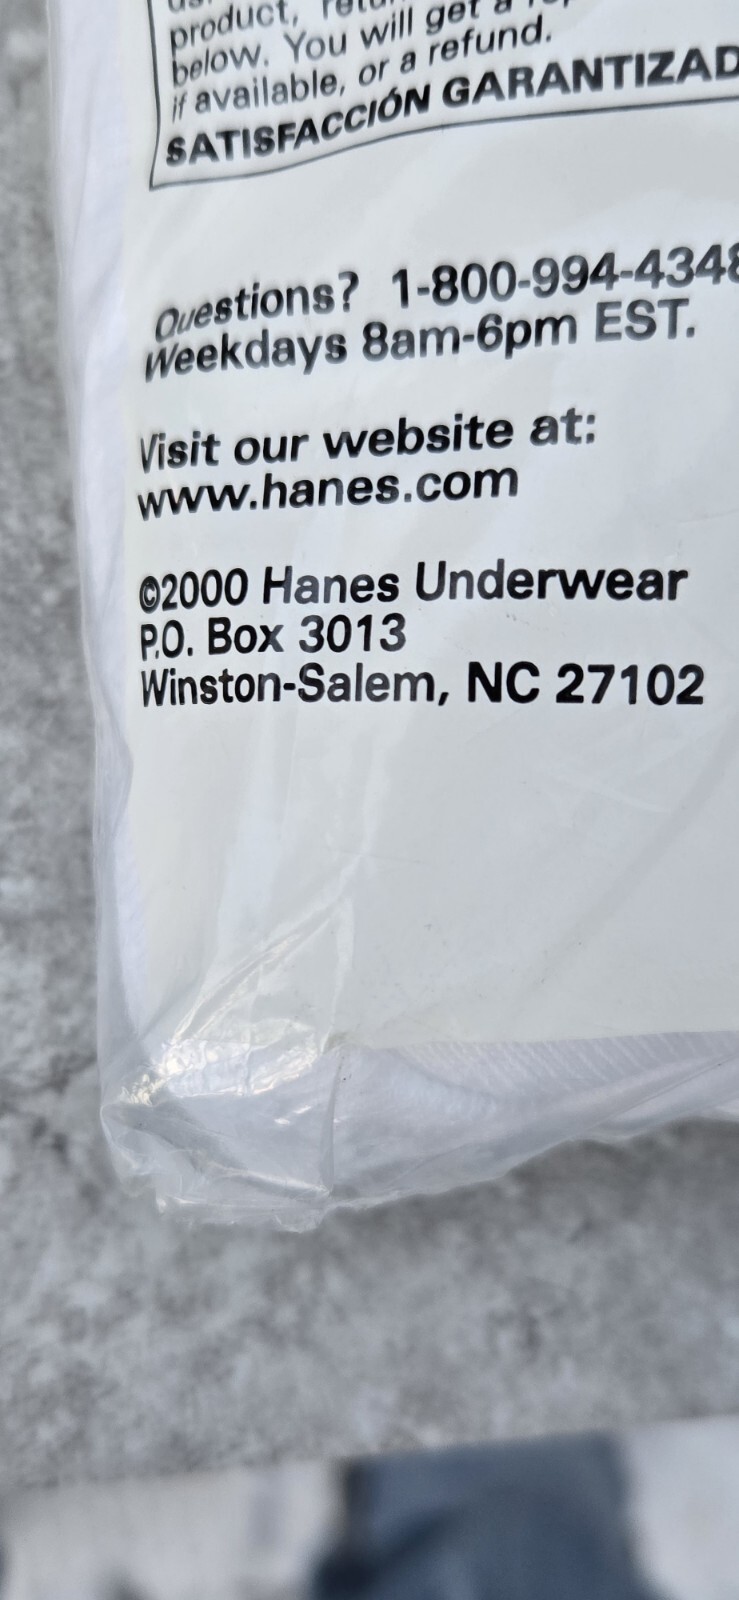 product,
below. You will get a
if available, or a refund.
SATISFACCIÓN GARANTIZAD
Questions? 1-800-994-4348
Weekdays 8am-6pm EST.
Visit our website at:
www.hanes.com
©2000 Hanes Underwear
P.O. Box 3013
Winston-Salem, NC 27102